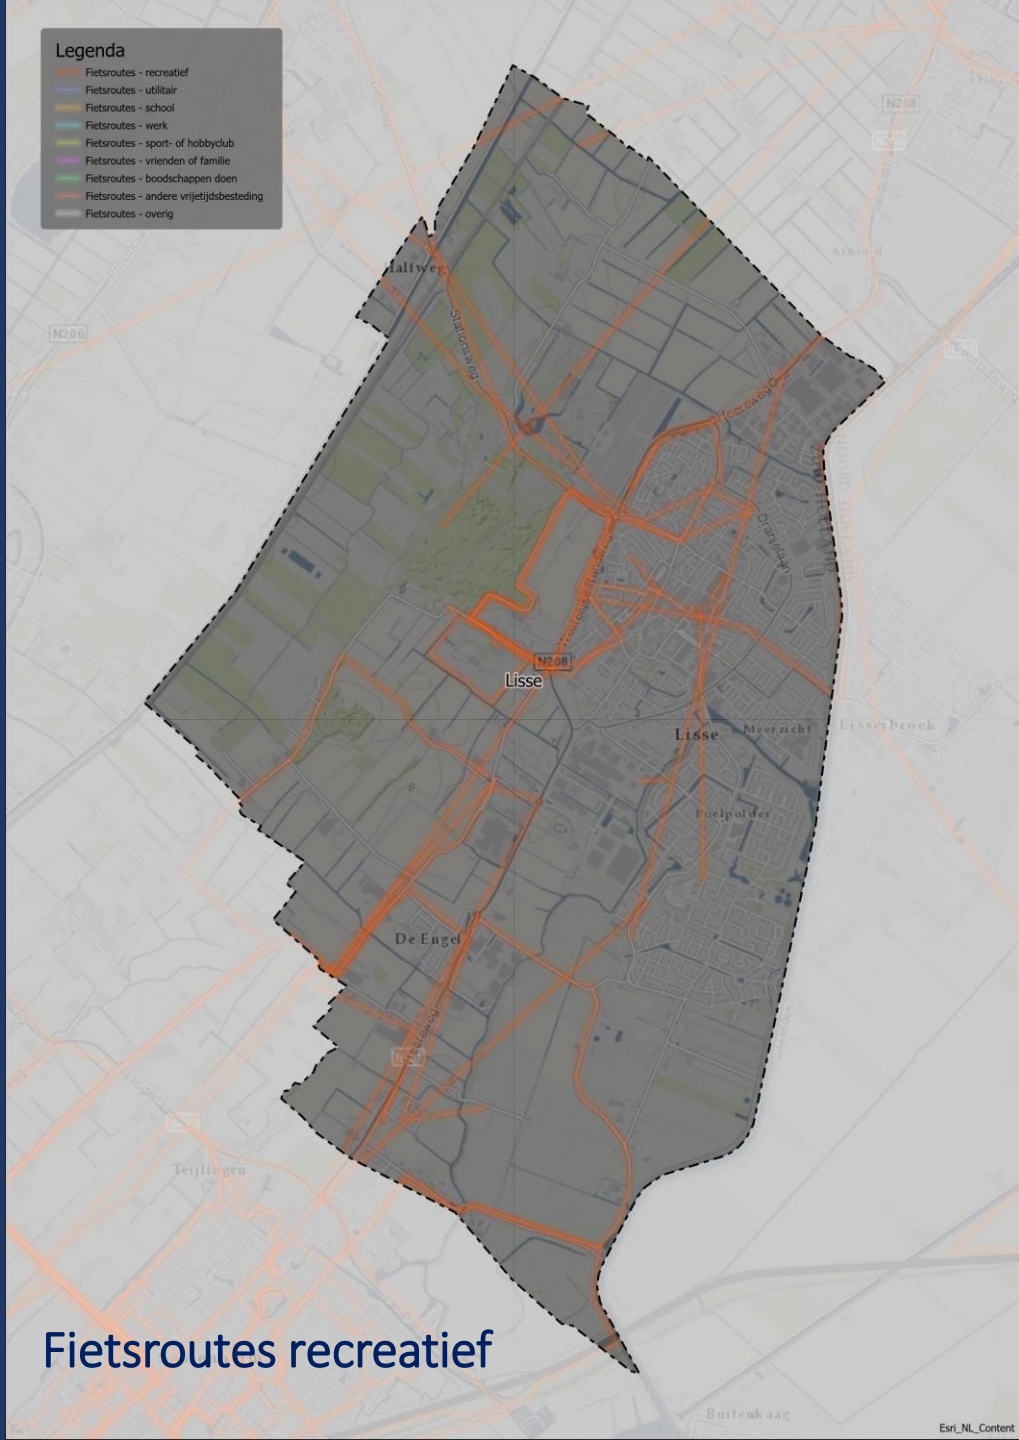 Legenda
Fietsroutes - recreatief
Fietsroutes - utilitair
Fietsroutes - school
Fietsroutes - werk
Fietsroutes - sport- of hobbyclub
Fietsroutes - vrienden of familie
Fietsroutes - boodschappen doen
Fietsroutes - andere vrijetijdsbesteding
Fietsroutes - overig
N208
Halfweg
N206
Stationsweg
Heereweg
Oranjelaan
N208
Lisse
Lisse
Meerzicht
Lisserbroek
Poelpolder
De Engel
Heereweg
Teijlingen
Fietsroutes recreatief
Buitenkaag
Esri_NL_Content